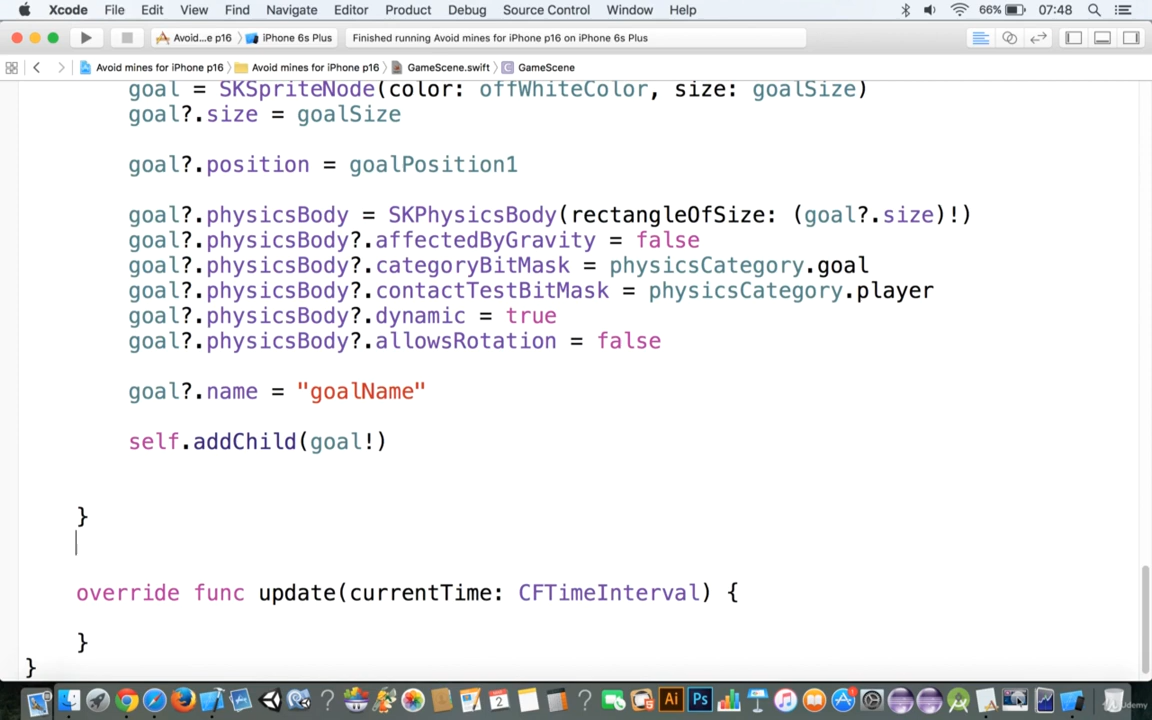 Xcode File Edit View Find Navigate Editor Product Debug Source Control Window Help 66% 07:48
Avoid...e p16 iPhone 6s Plus Finished running Avoid mines for iPhone p16 on iPhone 6s Plus
Avoid mines for iPhone p16 Avoid mines for iPhone p16 GameScene.swift C GameScene
goal = SKSpriteNode(color: offWhiteColor, size: goalSize)
goal?.size = goalSize
goal?.position = goalPosition1
goal?.physicsBody = SKPhysicsBody(rectangleOfSize: (goal?.size)!)
goal?.physicsBody?.affectedByGravity = false
goal?.physicsBody?.categoryBitMask = physicsCategory.goal
goal?.physicsBody?.contactTestBitMask = physicsCategory.player
goal?.physicsBody?.dynamic = true
goal?.physicsBody?.allowsRotation = false
goal?.name = "goalName"
self.addChild(goal!)
}
override func update(currentTime: CFTimeInterval) {
}
}
? 2 ? Ai Ps Udemy